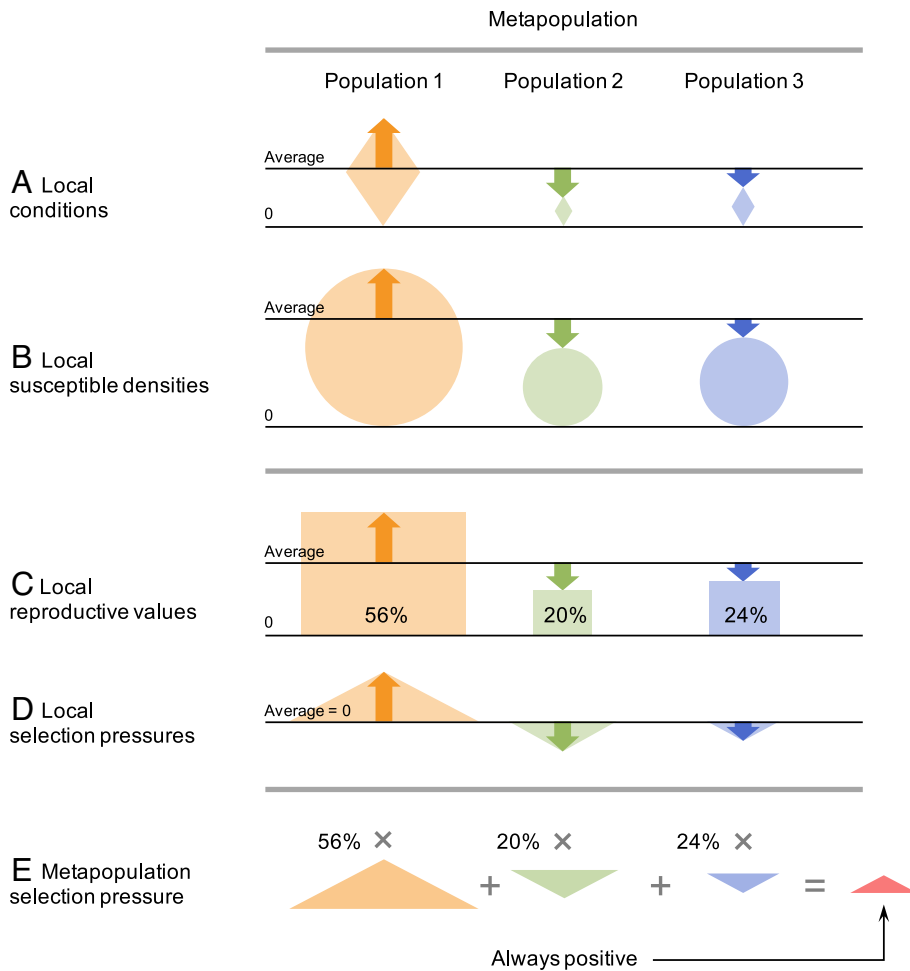 Metapopulation
Population 1
Population 2
Population 3
Average
A Local
conditions
0
Average
B Local
susceptible densities
0
Average
C Local
reproductive values
0
56%
20%
24%
D Local
selection pressures
Average = 0
56% ×
20% ×
24% ×
E Metapopulation
selection pressure
+
+
=
Always positive